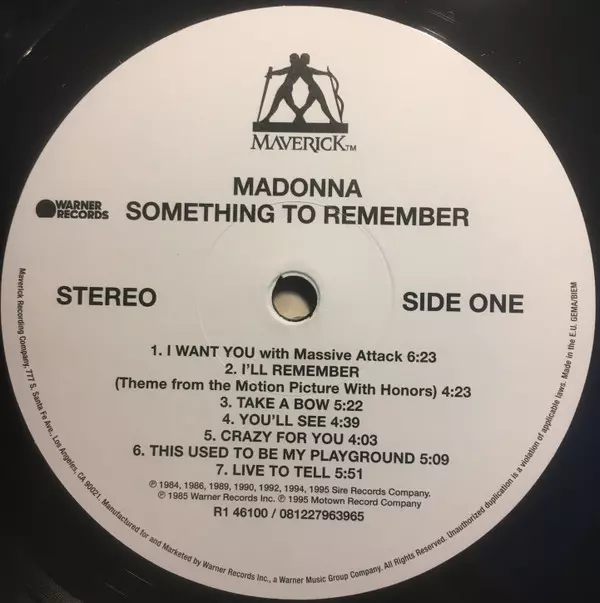 MAVERICK™
MADONNA
SOMETHING TO REMEMBER
WARNER
RECORDS
STEREO
SIDE ONE
1. I WANT YOU with Massive Attack 6:23
2. I'LL REMEMBER
(Theme from the Motion Picture With Honors) 4:23
3. TAKE A BOW 5:22
4. YOU'LL SEE 4:39
5. CRAZY FOR YOU 4:03
6. THIS USED TO BE MY PLAYGROUND 5:09
7. LIVE TO TELL 5:51
℗ 1984, 1986, 1989, 1990, 1992, 1994, 1995 Sire Records Company.
℗ 1985 Warner Records Inc. ℗ 1995 Motown Record Company
R1 46100 / 081227963965
Maverick Recording Company, 777 S. Santa Fe Ave., Los Angeles, CA 90021. Manufactured for and Marketed by Warner Records Inc., a Warner Music Group Company. All Rights Reserved. Unauthorized duplication is a violation of applicable laws. Made in the E.U. GEMA/BIEM